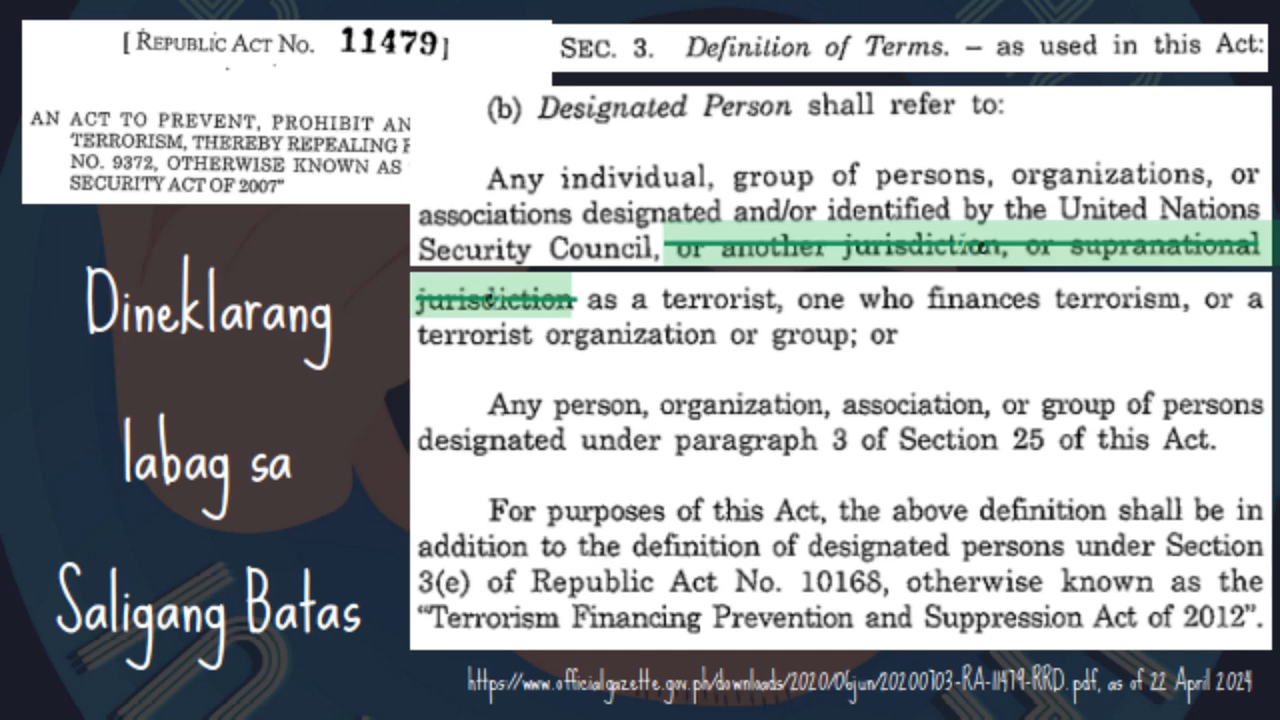 [ REPUBLIC ACT NO. 11479 ]
AN ACT TO PREVENT, PROHIBIT AN
TERRORISM, THEREBY REPEALING
NO. 9372, OTHERWISE KNOWN AS
SECURITY ACT OF 2007"
SEC. 3. Definition of Terms. – as used in this Act:
(b) Designated Person shall refer to:
Any individual, group of persons, organizations, or
associations designated and/or identified by the United Nations
Security Council, or another jurisdiction, or supranational
jurisdiction as a terrorist, one who finances terrorism, or a
terrorist organization or group; or
Any person, organization, association, or group of persons
designated under paragraph 3 of Section 25 of this Act.
For purposes of this Act, the above definition shall be in
addition to the definition of designated persons under Section
3(e) of Republic Act No. 10168, otherwise known as the
"Terrorism Financing Prevention and Suppression Act of 2012".
Dineklarang
labag sa
Saligang Batas
https://www.officialgazette.gov.ph/downloads/2020/06jun/20200703-RA-11479-RRD.pdf, as of 22 April 2024